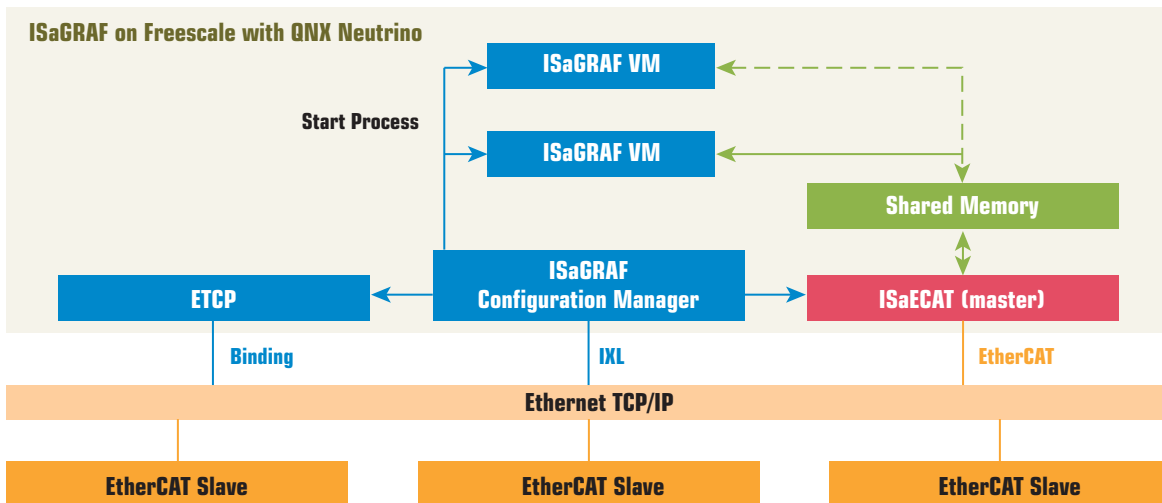 ISaGRAF on Freescale with QNX Neutrino
ISaGRAF VM
Start Process
ISaGRAF VM
Shared Memory
ISaGRAF
Configuration Manager
ETCP
ISaECAT (master)
Binding
IXL
EtherCAT
Ethernet TCP/IP
EtherCAT Slave
EtherCAT Slave
EtherCAT Slave